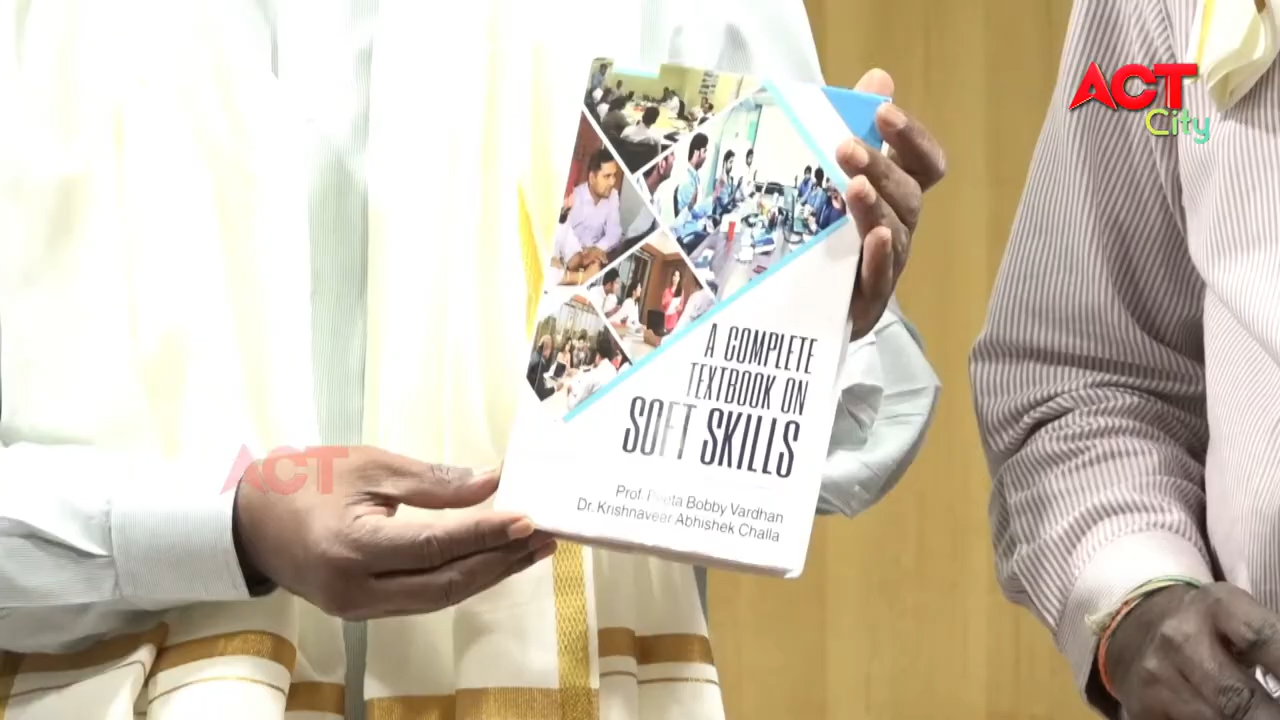 ACT
City
A COMPLETE
TEXTBOOK ON
SOFT SKILLS
Prof. Bobby Vardhan
Dr. Krishnaveer Abhishek Challa
ACT